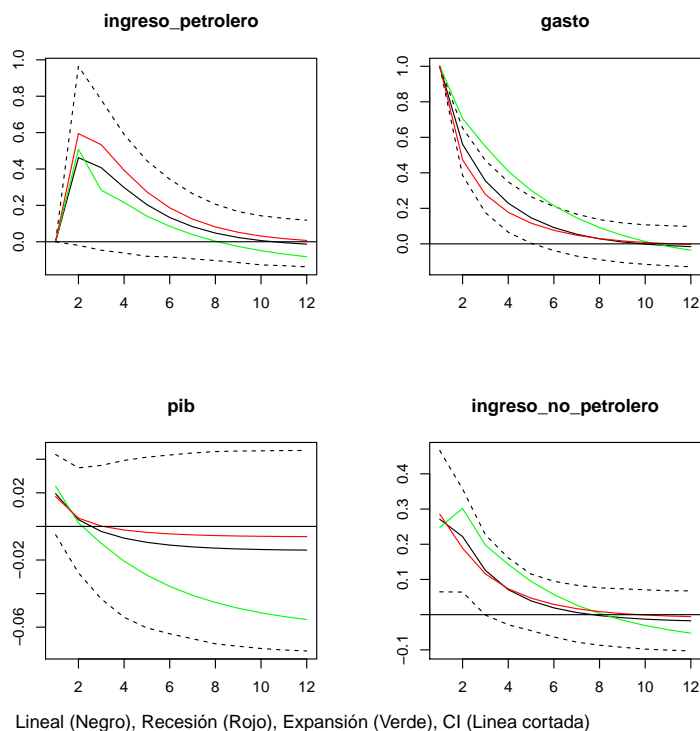 ingreso_petrolero
gasto
0.0 0.2 0.4 0.6 0.8 1.0
0.0 0.2 0.4 0.6 0.8 1.0
2 4 6 8 10 12
2 4 6 8 10 12
pib
ingreso_no_petrolero
−0.06 −0.02 0.02
−0.1 0.1 0.2 0.3 0.4
2 4 6 8 10 12
2 4 6 8 10 12
Lineal (Negro), Recesión (Rojo), Expansión (Verde), CI (Linea cortada)